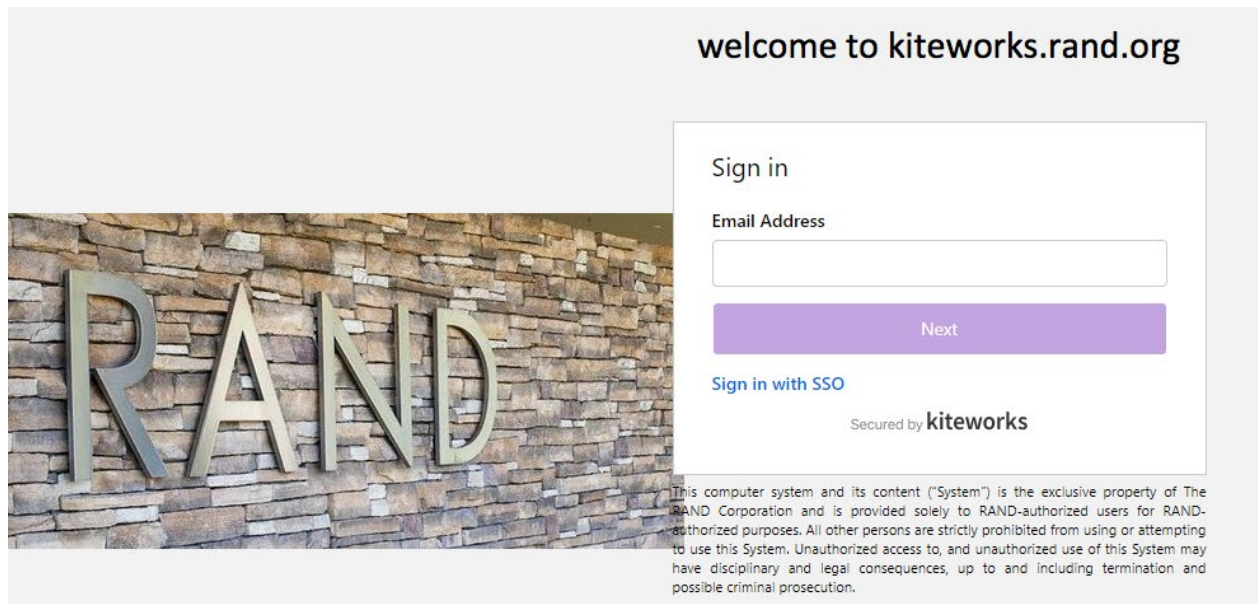 welcome to kiteworks.rand.org
Sign in
Email Address
Next
Sign in with SSO
Secured by kiteworks
RAND
This computer system and its content ("System") is the exclusive property of The
RAND Corporation and is provided solely to RAND-authorized users for RAND-
authorized purposes. All other persons are strictly prohibited from using or attempting
to use this System. Unauthorized access to, and unauthorized use of this System may
have disciplinary and legal consequences, up to and including termination and
possible criminal prosecution.